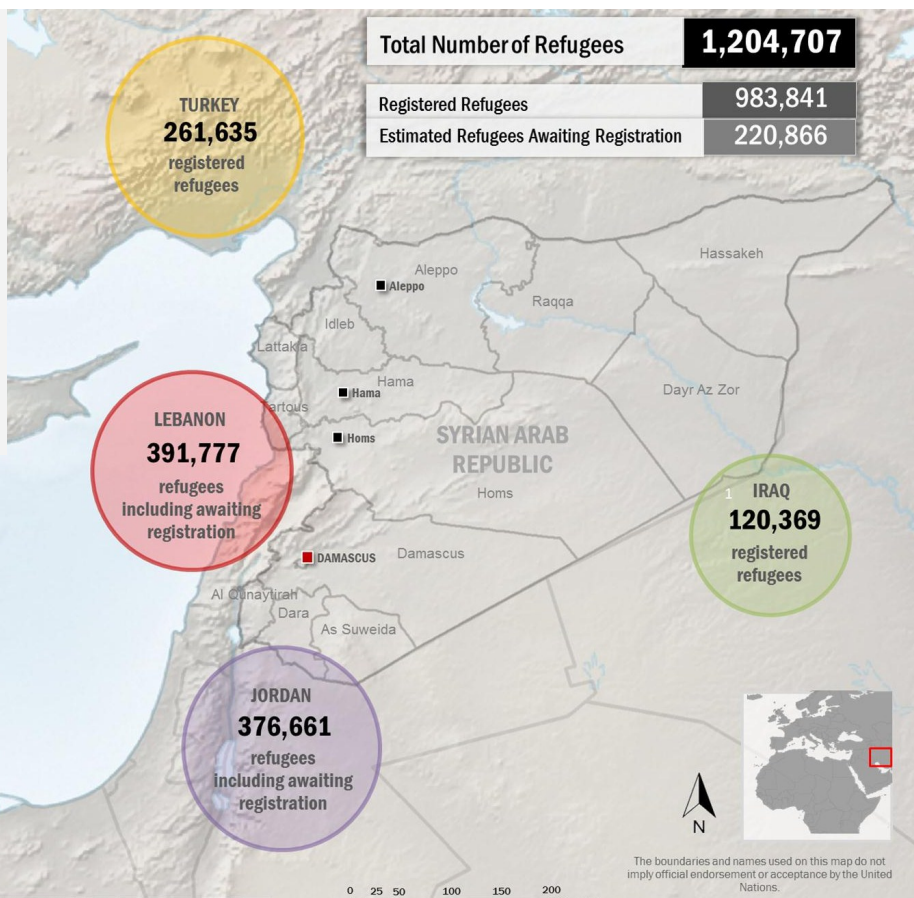 Total Number of Refugees 1,204,707
Registered Refugees 983,841
Estimated Refugees Awaiting Registration 220,866
TURKEY
261,635
registered
refugees
Hassakeh
Aleppo
Aleppo
Raqqa
Idleb
Lattakia
Hama
Hama
Dayr Az Zor
artous
LEBANON
391,777
refugees
including awaiting
registration
Homs
SYRIAN ARAB
REPUBLIC
Homs
1
IRAQ
120,369
registered
refugees
DAMASCUS
Damascus
Al Qunaytirah
Dara
As Suweida
JORDAN
376,661
refugees
including awaiting
registration
N
The boundaries and names used on this map do not
imply official endorsement or acceptance by the United
Nations.
0 25 50 100 150 200